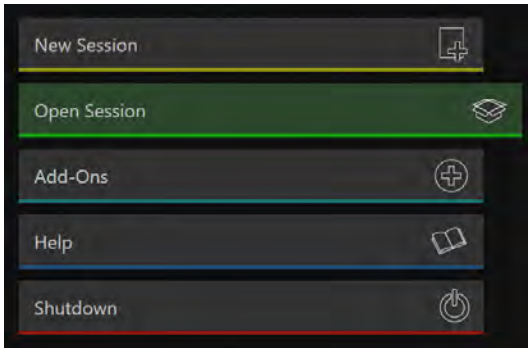 New Session
Open Session
Add-Ons
Help
Shutdown